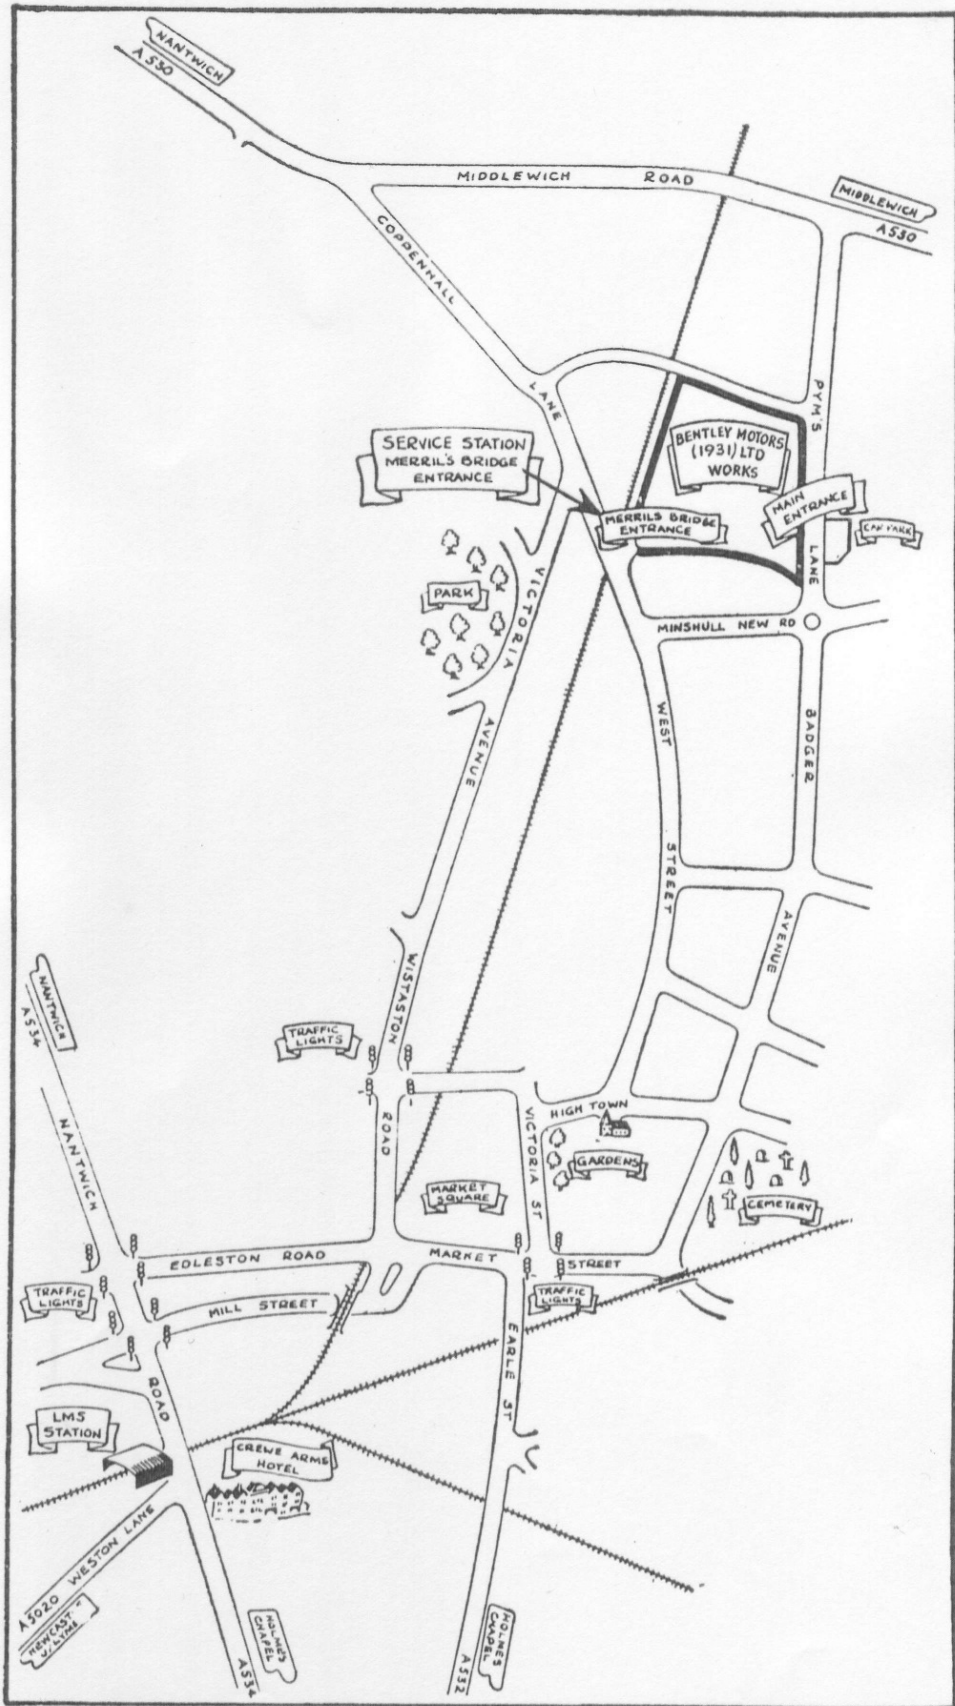 NANTWICH
A530
MIDDLEWICH ROAD
MIDDLEWICH
A530
COPPENHALL
LANE
PYM'S
LANE
SERVICE STATION
MERRIL'S BRIDGE
ENTRANCE
BENTLEY MOTORS
(1931) LTD
WORKS
MAIN
ENTRANCE
CAR PARK
MERRILS BRIDGE
ENTRANCE
PARK
VICTORIA
AVENUE
MINSHULL NEW RD
WEST
STREET
BADGER
AVENUE
NANTWICH
A534
WISTASTON
ROAD
TRAFFIC
LIGHTS
NANTWICH
ROAD
HIGH TOWN
VICTORIA ST
GARDENS
MARKET
SQUARE
CEMETERY
EDLESTON ROAD
MARKET
STREET
TRAFFIC
LIGHTS
MILL STREET
TRAFFIC
LIGHTS
EARLE ST
LMS
STATION
CREWE ARMS
HOTEL
A5020 WESTON LANE
NEWCASTLE
U. LYME
HOLMES
CHAPEL
A534
HOLMES
CHAPEL
A532